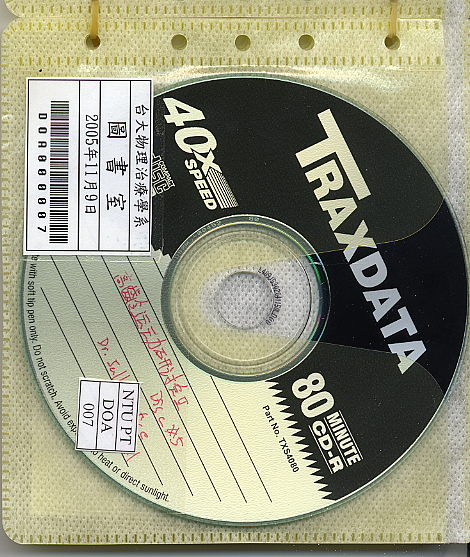 台大物理治療學系
圖書室
2005年11月9日
DOA000007
40X
SPEED
TRAXDATA
80
MINUTE
CD-R
Part No. TXS4080
Disc #5
Dr.
NTUPT
DOA
007
with soft tip pen only. Do not scratch. Avoid
heat or direct sunlight.